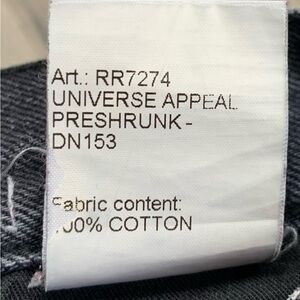 Art.: RR7274
UNIVERSE APPEAL
PRESHRUNK -
DN153
Fabric content:
100% COTTON